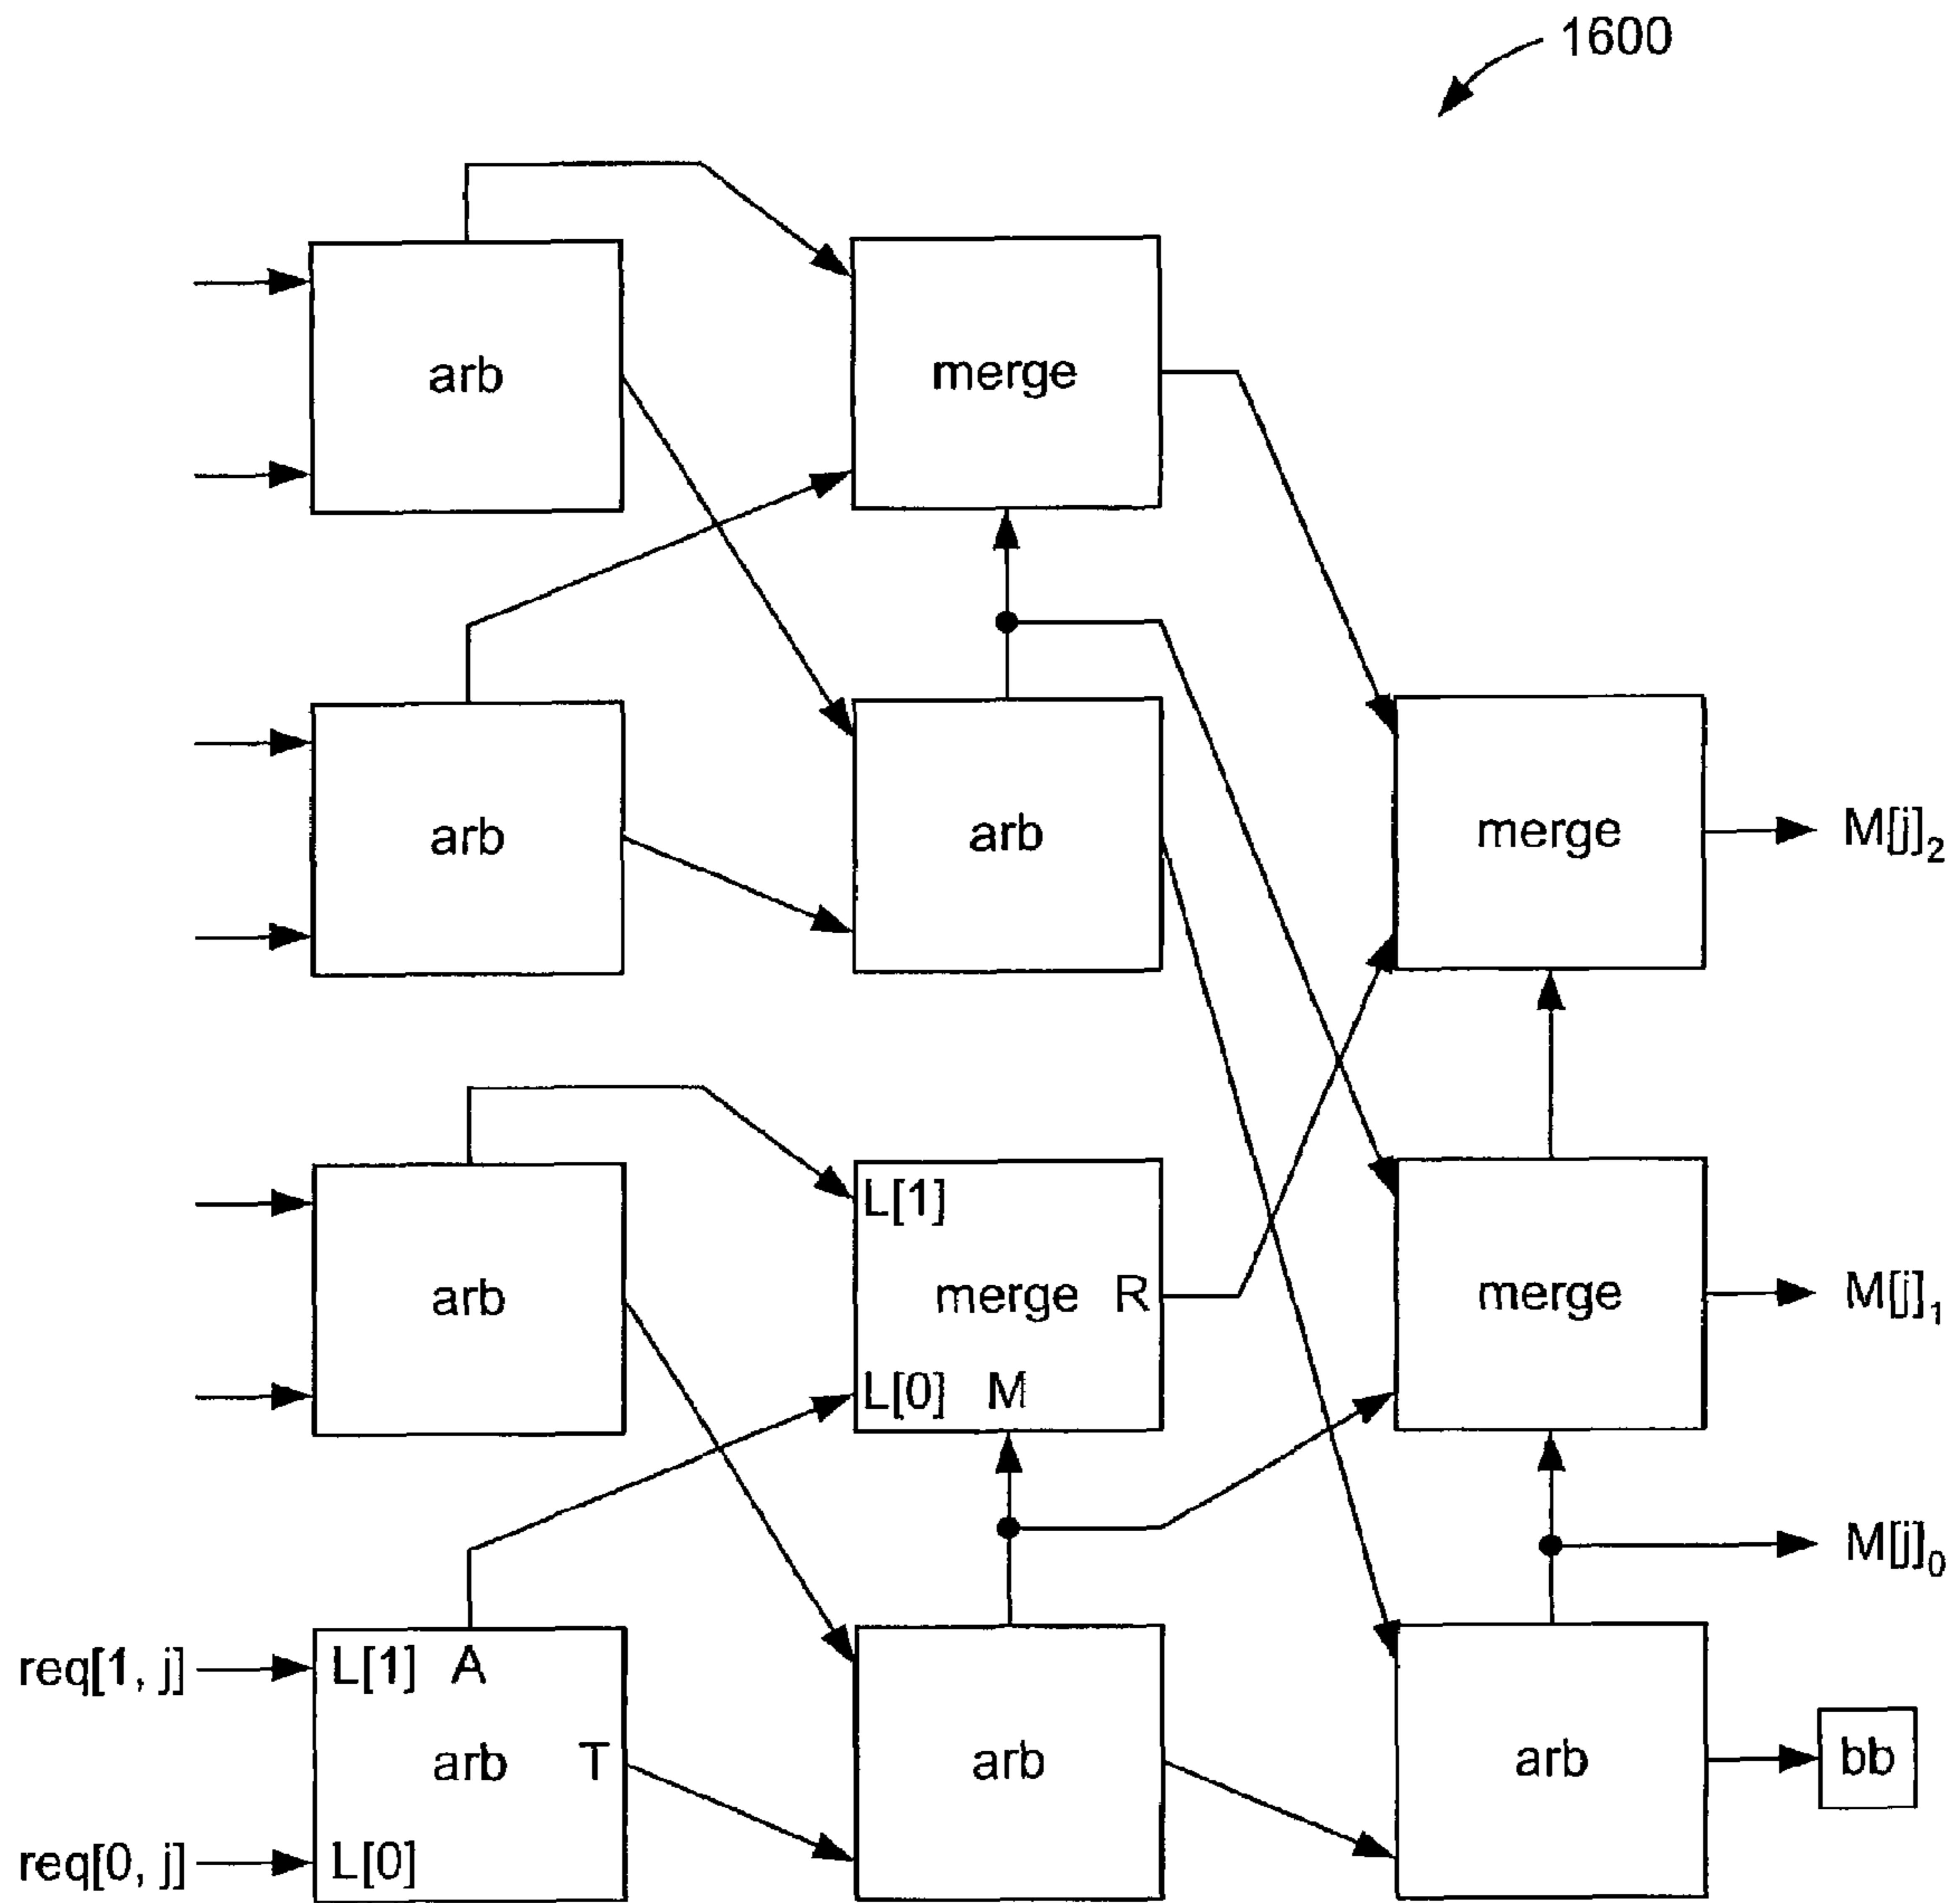 1600
arb
merge
arb
arb
merge
M[j]2
arb
L[1]
merge R
L[0] M
merge
M[j]1
M[j]0
req[1, j]
L[1] A
arb T
req[0, j]
L[0]
arb
arb
bb